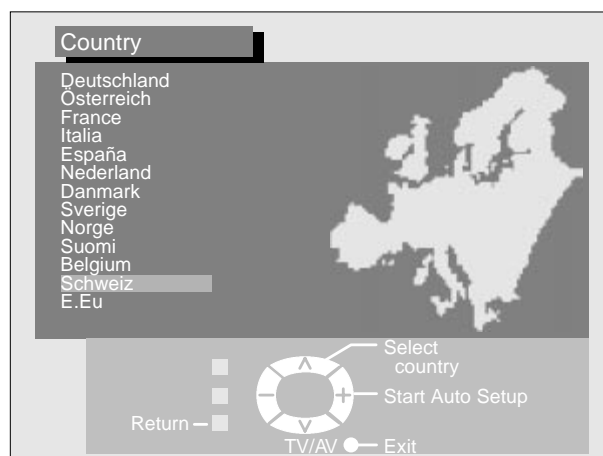 Country
Deutschland
Österreich
France
Italia
España
Nederland
Danmark
Sverige
Norge
Suomi
Belgium
Schweiz
E.Eu
Select
country
Start Auto Setup
Return
TV/AV
Exit